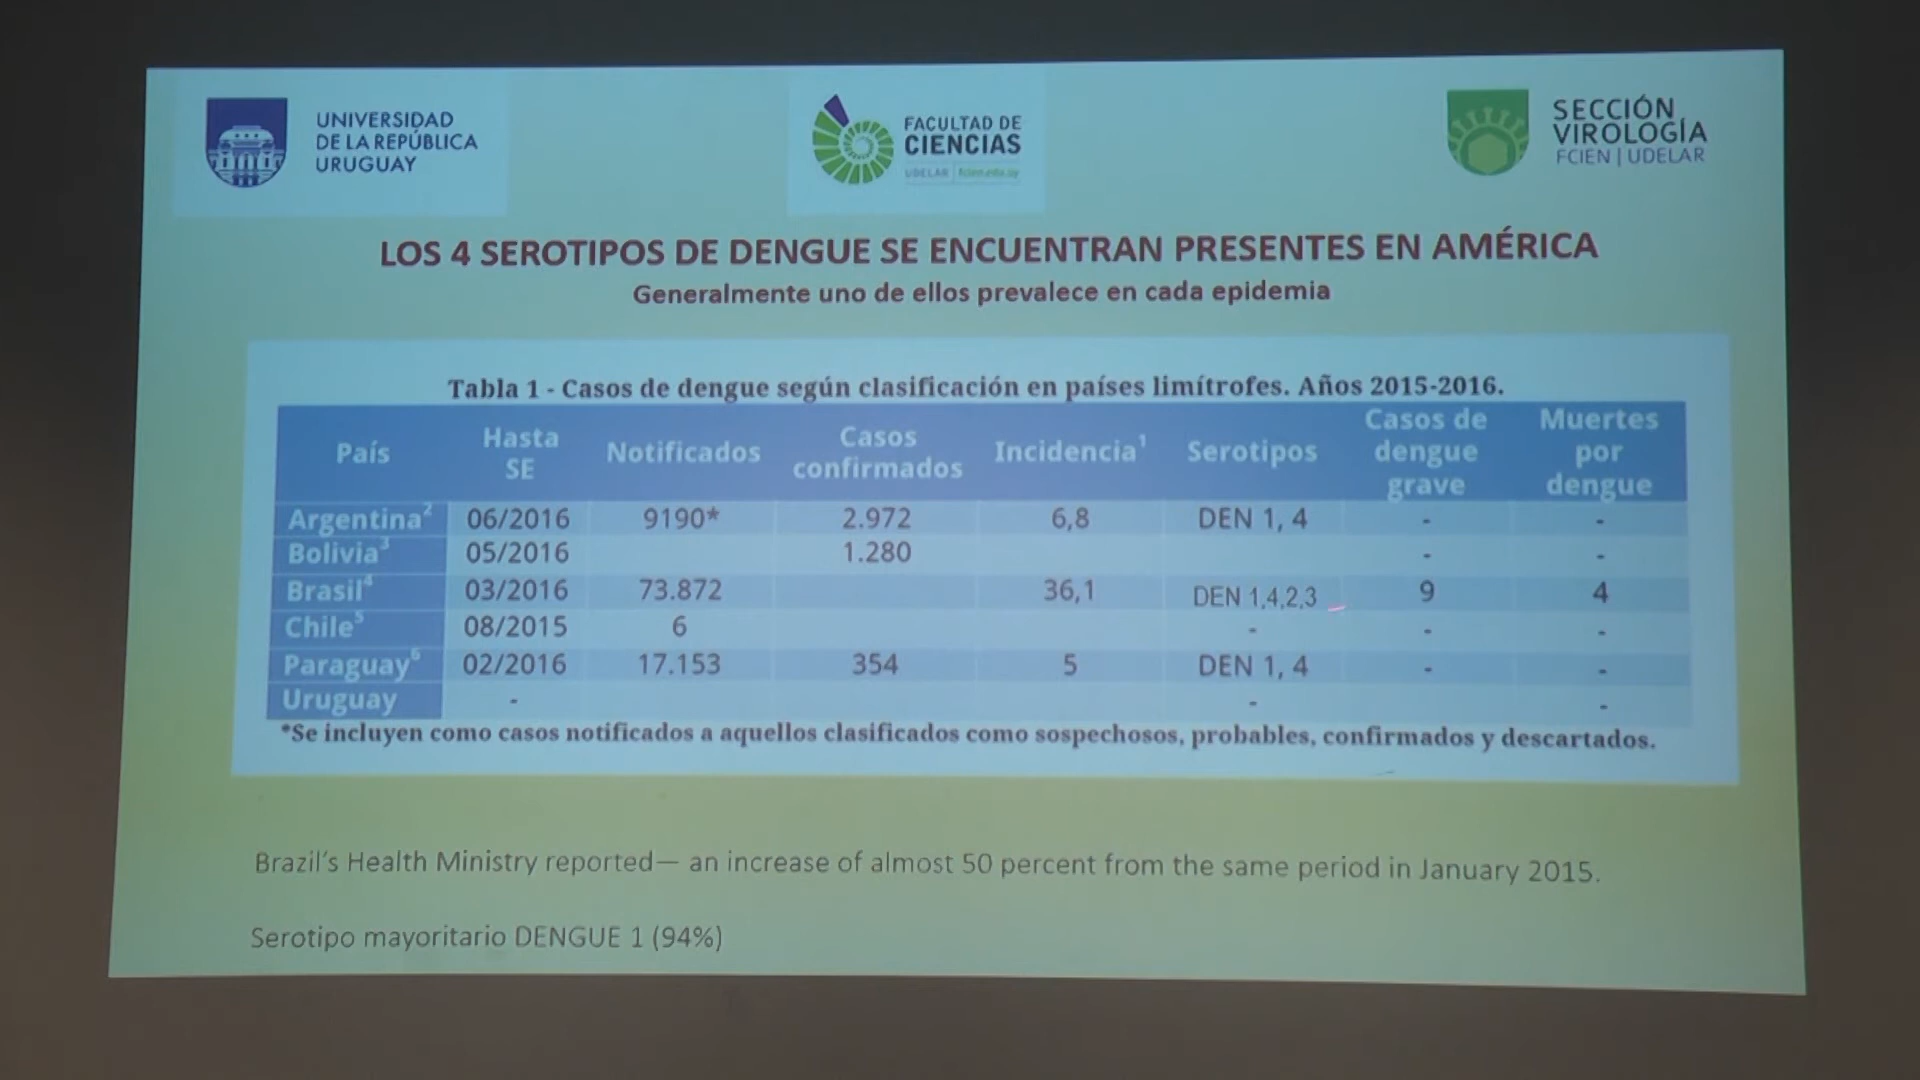 UNIVERSIDAD
DE LA REPÚBLICA
URUGUAY
FACULTAD DE
CIENCIAS
UDELAR | fcien.edu.uy
SECCIÓN
VIROLOGÍA
FCIEN | UDELAR
LOS 4 SEROTIPOS DE DENGUE SE ENCUENTRAN PRESENTES EN AMÉRICA
Generalmente uno de ellos prevalece en cada epidemia
Tabla 1 - Casos de dengue según clasificación en países limítrofes. Años 2015-2016.
País Hasta SE Notificados Casos confirmados Incidencia¹ Serotipos Casos de dengue grave Muertes por dengue
Argentina² 06/2016 9190* 2.972 6,8 DEN 1, 4 - -
Bolivia³ 05/2016 1.280 - -
Brasil⁴ 03/2016 73.872 36,1 DEN 1,4,2,3 9 4
Chile⁵ 08/2015 6 - - -
Paraguay⁶ 02/2016 17.153 354 5 DEN 1, 4 - -
Uruguay - - -
*Se incluyen como casos notificados a aquellos clasificados como sospechosos, probables, confirmados y descartados.
Brazil's Health Ministry reported— an increase of almost 50 percent from the same period in January 2015.
Serotipo mayoritario DENGUE 1 (94%)